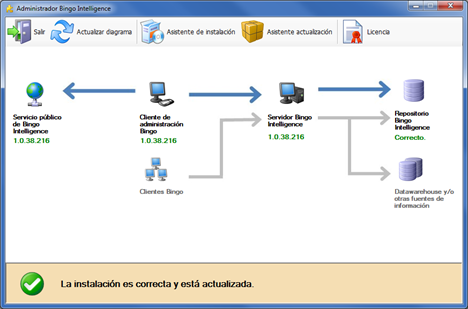 Administrador Bingo Intelligence
Salir
Actualizar diagrama
Asistente de instalación
Asistente actualización
Licencia
Servicio público
de Bingo
Intelligence
1.0.38.216
Cliente de
administración
Bingo
1.0.38.216
Servidor Bingo
Intelligence
1.0.38.216
Repositorio
Bingo
Intelligence
Correcto.
Clientes Bingo
Datawarehouse y/o
otras fuentes de
información
La instalación es correcta y está actualizada.